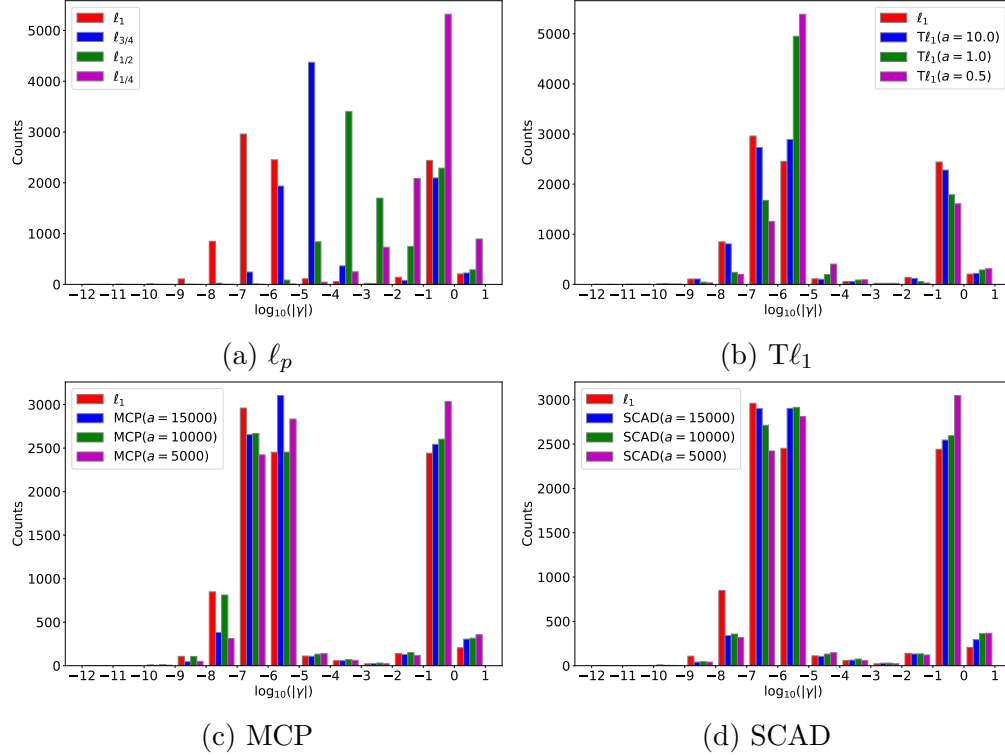 ℓ₁
ℓ₃/₄
ℓ₁/₂
ℓ₁/₄
Counts
5000
4000
3000
2000
1000
0
−12 −11 −10 −9 −8 −7 −6 −5 −4 −3 −2 −1 0 1
log₁₀(|γ|)
(a) ℓₚ
ℓ₁
Tℓ₁(a = 10.0)
Tℓ₁(a = 1.0)
Tℓ₁(a = 0.5)
Counts
5000
4000
3000
2000
1000
0
−12 −11 −10 −9 −8 −7 −6 −5 −4 −3 −2 −1 0 1
log₁₀(|γ|)
(b) Tℓ₁
ℓ₁
MCP(a = 15000)
MCP(a = 10000)
MCP(a = 5000)
Counts
3000
2500
2000
1500
1000
500
0
−12 −11 −10 −9 −8 −7 −6 −5 −4 −3 −2 −1 0 1
log₁₀(|γ|)
(c) MCP
ℓ₁
SCAD(a = 15000)
SCAD(a = 10000)
SCAD(a = 5000)
Counts
3000
2500
2000
1500
1000
500
0
−12 −11 −10 −9 −8 −7 −6 −5 −4 −3 −2 −1 0 1
log₁₀(|γ|)
(d) SCAD